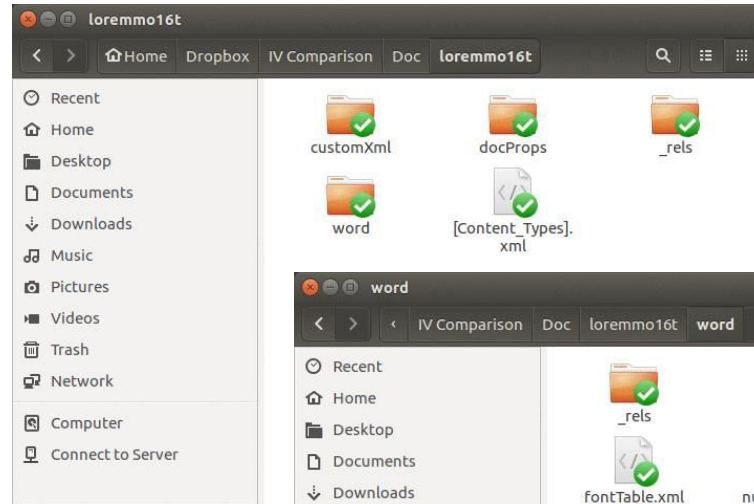 loremmo16t
Home Dropbox IV Comparison Doc loremmo16t
Recent
Home
Desktop
Documents
Downloads
Music
Pictures
Videos
Trash
Network
Computer
Connect to Server
customXml docProps _rels
word [Content_Types].
xml
word
IV Comparison Doc loremmo16t word
Recent
Home
Desktop
Documents
Downloads
_rels
fontTable.xml